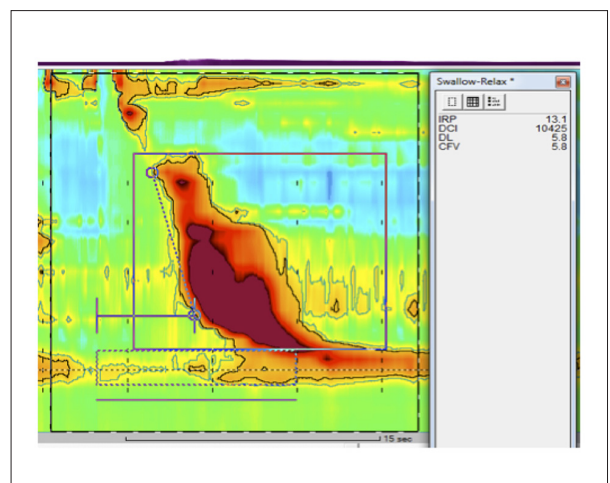 Swallow-Relax *
IRP 13.1
DCI 10425
DL 5.8
CFV 5.8
15 sec